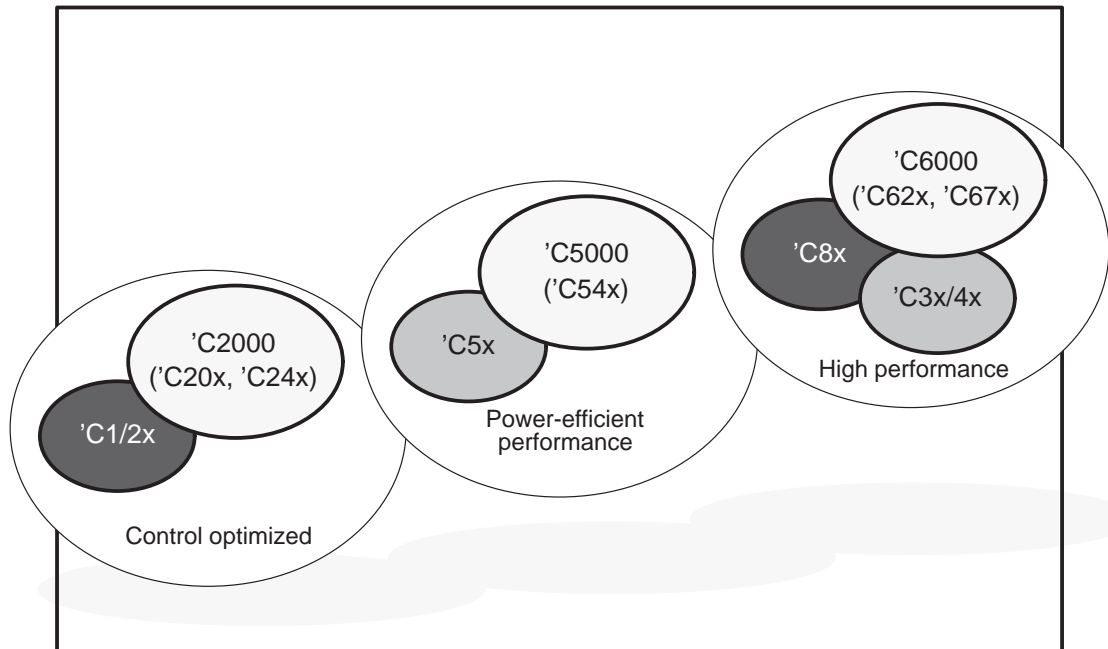 ’C6000
(’C62x, ’C67x)
’C8x
’C3x/4x
High performance
’C5000
(’C54x)
’C5x
Power-efficient
performance
’C2000
(’C20x, ’C24x)
’C1/2x
Control optimized